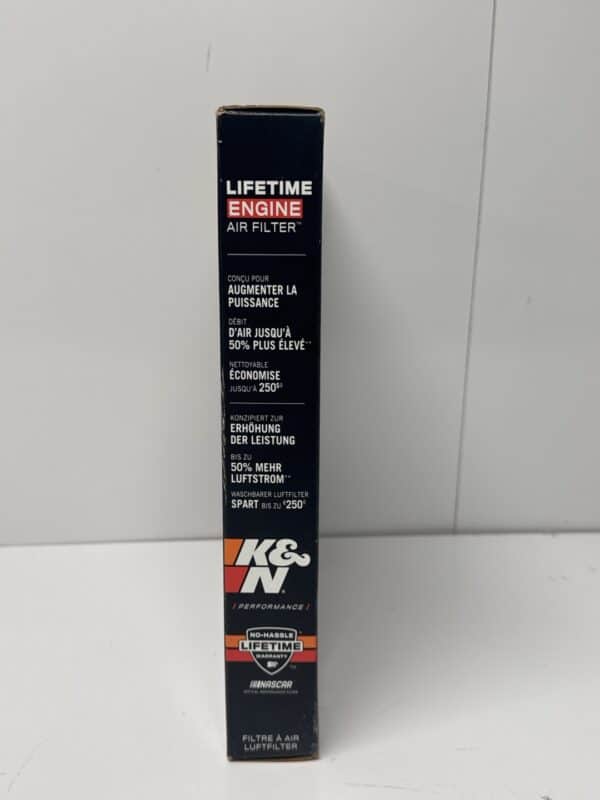 LIFETIME
ENGINE
AIR FILTER™
CONÇU POUR
AUGMENTER LA
PUISSANCE
DÉBIT
D'AIR JUSQU'À
50% PLUS ÉLEVÉ**
NETTOYABLE
ÉCONOMISE
JUSQU'À 250$‡
KONZIPIERT ZUR
ERHÖHUNG
DER LEISTUNG
BIS ZU
50% MEHR
LUFTSTROM**
WASCHBARER LUFTFILTER
SPART BIS ZU $250‡
K&N.
/ PERFORMANCE /
NO-HASSLE
LIFETIME
WARRANTY
NASCAR
FILTRE À AIR
LUFTFILTER